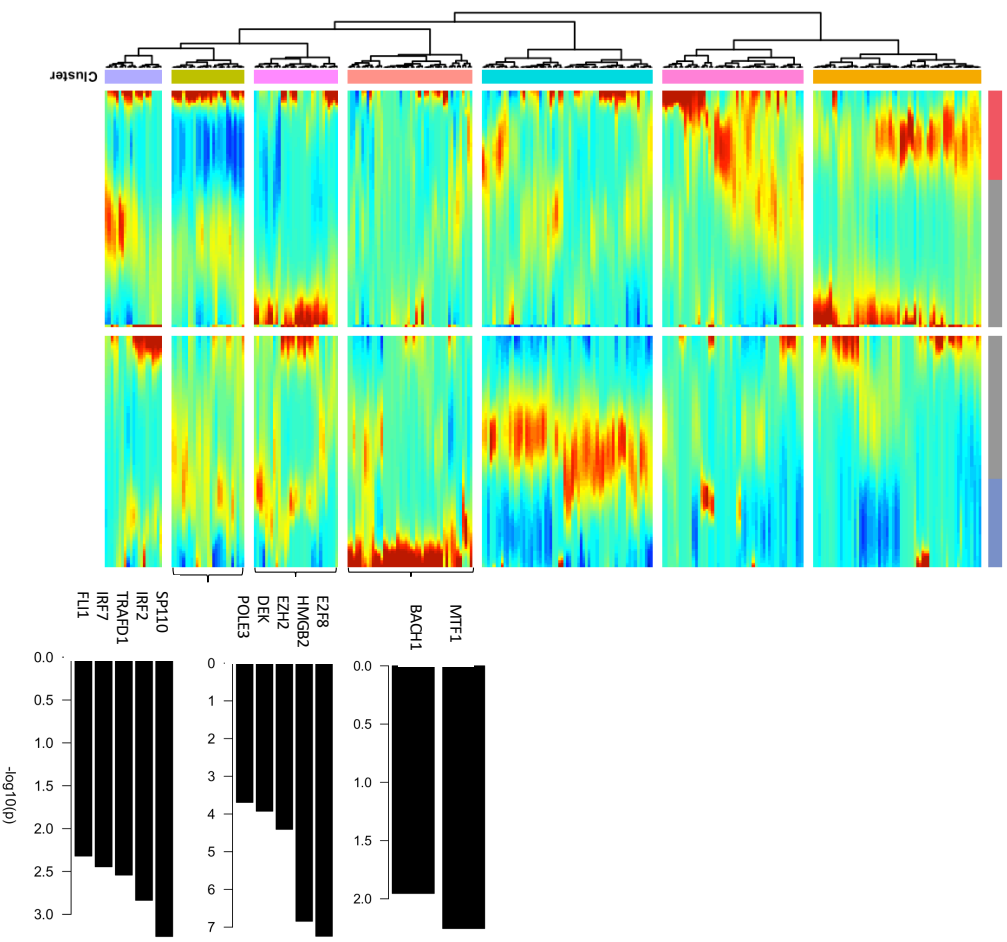 Cluster
FLI1
IRF7
TRAFD1
IRF2
SP110
POLE3
DEK
EZH2
HMGB2
E2F8
BACH1
MTF1
0.0
0.5
1.0
1.5
2.0
2.5
3.0
-log10(p)
0
1
2
3
4
5
6
7
0.0
0.5
1.0
1.5
2.0